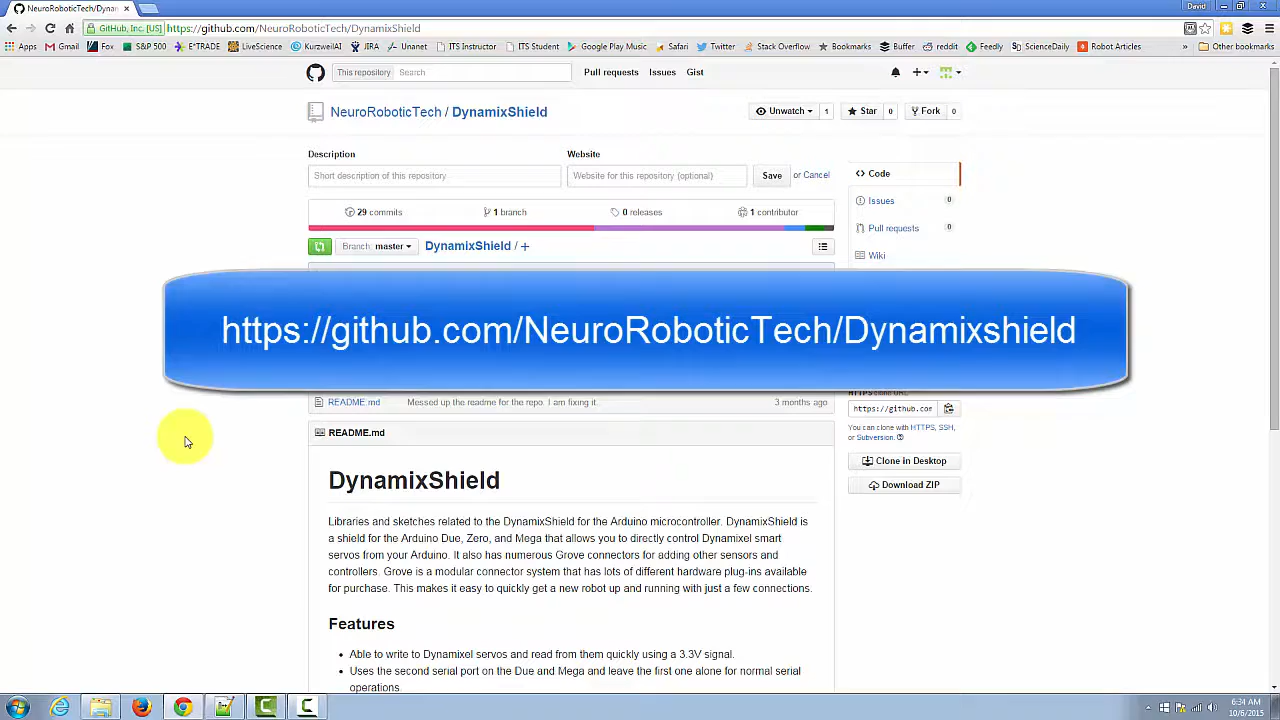 NeuroRoboticTech/Dynam
David
GitHub, Inc. [US] https://github.com/NeuroRoboticTech/DynamixShield
Apps Gmail Fox S&P 500 E*TRADE LiveScience KurzweilAI JIRA Unanet ITS Instructor ITS Student Google Play Music Safari Twitter Stack Overflow Bookmarks Buffer reddit Feedly ScienceDaily Robot Articles » Other bookmarks
This repository Search Pull requests Issues Gist
NeuroRoboticTech / DynamixShield Unwatch 1 Star 0 Fork 0
Description Website
Short description of this repository Website for this repository (optional) Save or Cancel
Code
29 commits 1 branch 0 releases 1 contributor
Issues 0
Pull requests 0
Branch: master DynamixShield / +
Wiki
https://github.com/NeuroRoboticTech/Dynamixshield
README.md Messed up the readme for the repo. I am fixing it. 3 months ago
https://github.com
You can clone with HTTPS, SSH,
or Subversion.
README.md
Clone in Desktop
Download ZIP
DynamixShield
Libraries and sketches related to the DynamixShield for the Arduino microcontroller. DynamixShield is
a shield for the Arduino Due, Zero, and Mega that allows you to directly control Dynamixel smart
servos from your Arduino. It also has numerous Grove connectors for adding other sensors and
controllers. Grove is a modular connector system that has lots of different hardware plug-ins available
for purchase. This makes it easy to quickly get a new robot up and running with just a few connections.
Features
• Able to write to Dynamixel servos and read from them quickly using a 3.3V signal.
• Uses the second serial port on the Due and Mega and leave the first one alone for normal serial
operations.
6:34 AM
10/6/2015